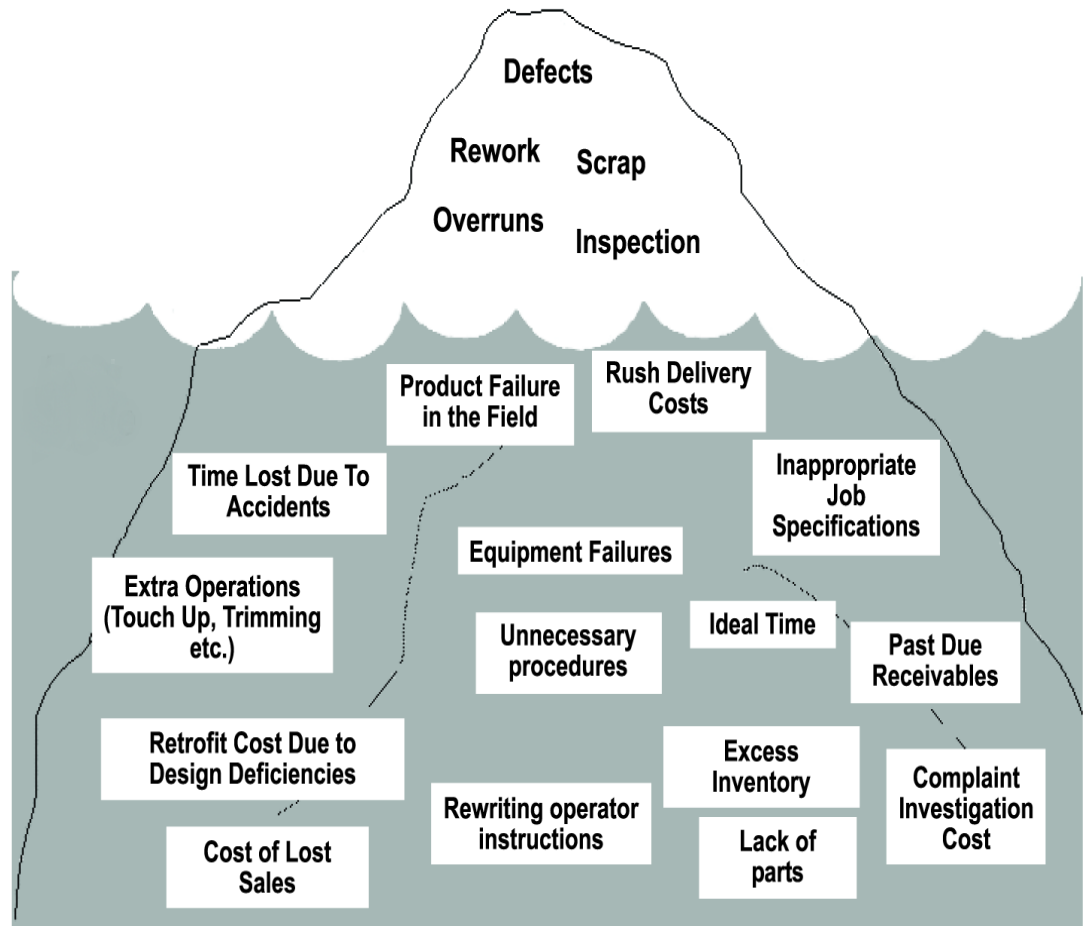 Defects
Rework
Scrap
Overruns
Inspection
Product Failure
in the Field
Rush Delivery
Costs
Time Lost Due To
Accidents
Inappropriate
Job
Specifications
Equipment Failures
Extra Operations
(Touch Up, Trimming
etc.)
Unnecessary
procedures
Ideal Time
Past Due
Receivables
Retrofit Cost Due to
Design Deficiencies
Excess
Inventory
Complaint
Investigation
Cost
Rewriting operator
instructions
Lack of
parts
Cost of Lost
Sales